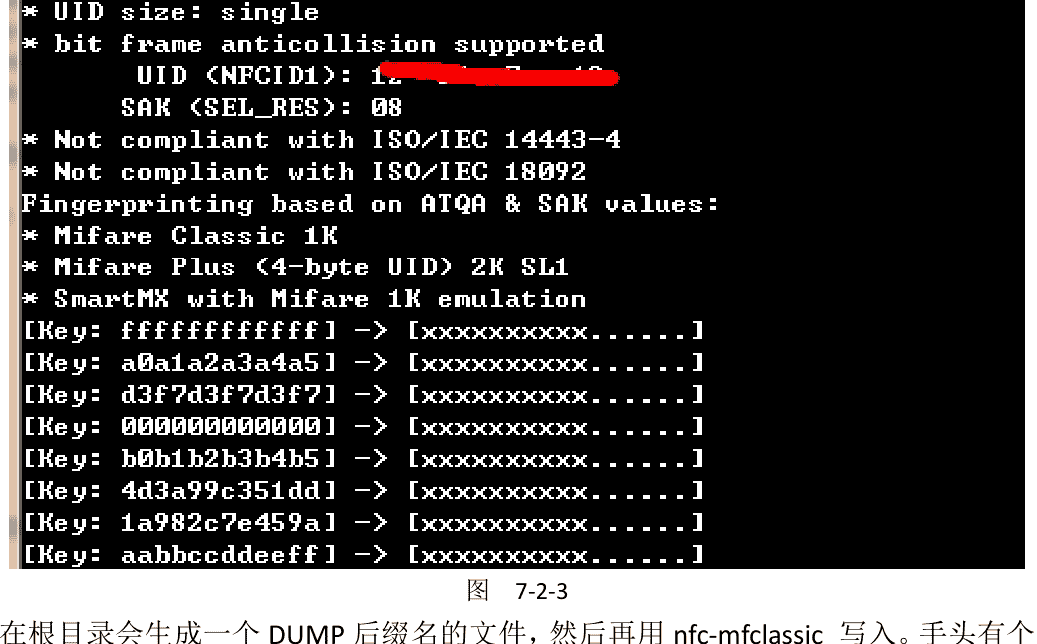 * UID size: single
* bit frame anticollision supported
UID (NFCID1):
SAK (SEL_RES): 08
* Not compliant with ISO/IEC 14443-4
* Not compliant with ISO/IEC 18092
Fingerprinting based on ATQA & SAK values:
* Mifare Classic 1K
* Mifare Plus (4-byte UID) 2K SL1
* SmartMX with Mifare 1K emulation
[Key: ffffffffffff] -> [xxxxxxxxxx......]
[Key: a0a1a2a3a4a5] -> [xxxxxxxxxx......]
[Key: d3f7d3f7d3f7] -> [xxxxxxxxxx......]
[Key: 000000000000] -> [xxxxxxxxxx......]
[Key: b0b1b2b3b4b5] -> [xxxxxxxxxx......]
[Key: 4d3a99c351dd] -> [xxxxxxxxxx......]
[Key: 1a982c7e459a] -> [xxxxxxxxxx......]
[Key: aabbccddeeff] -> [xxxxxxxxxx......]
图 7-2-3
在根目录会生成一个 DUMP 后缀名的文件，然后再用 nfc-mfclassic 写入。手头有个